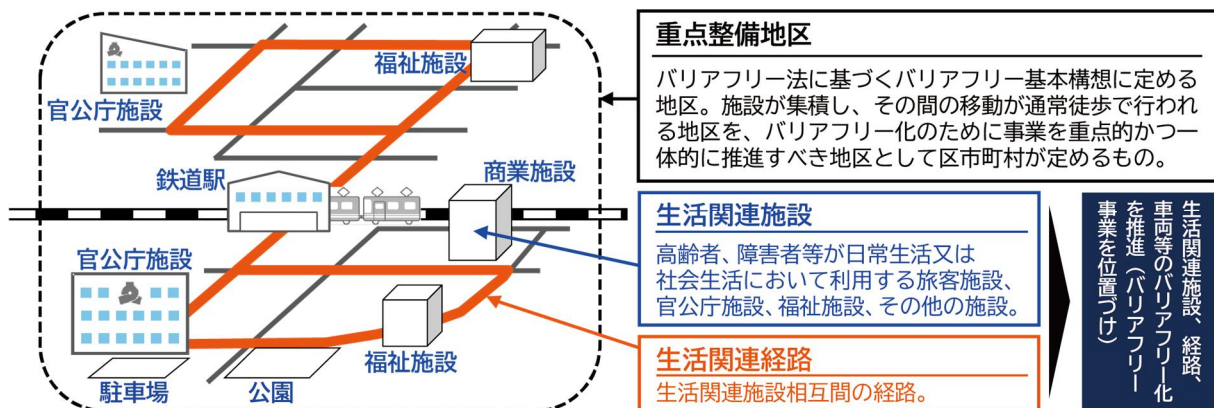 福祉施設
官公庁施設
鉄道駅
商業施設
官公庁施設
福祉施設
駐車場
公園
重点整備地区
バリアフリー法に基づくバリアフリー基本構想に定める
地区。施設が集積し、その間の移動が通常徒歩で行われ
る地区を、バリアフリー化のために事業を重点的かつ一
体的に推進すべき地区として区市町村が定めるもの。
生活関連施設
高齢者、障害者等が日常生活又は
社会生活において利用する旅客施設、
官公庁施設、福祉施設、その他の施設。
生活関連経路
生活関連施設相互間の経路。
生活関連施設、経路、
車両等のバリアフリー化
を推進（バリアフリー
事業を位置づけ）